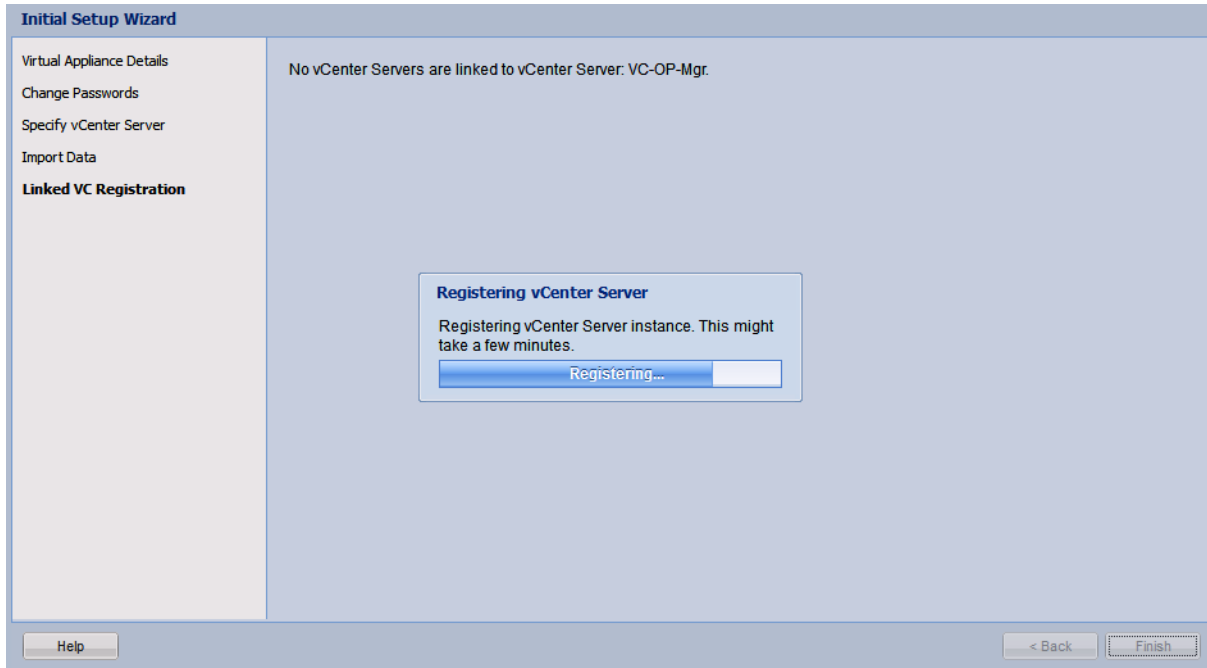 Initial Setup Wizard
Virtual Appliance Details
Change Passwords
Specify vCenter Server
Import Data
Linked VC Registration
No vCenter Servers are linked to vCenter Server: VC-OP-Mgr.
Registering vCenter Server
Registering vCenter Server instance. This might
take a few minutes.
Registering...
Help
< Back
Finish